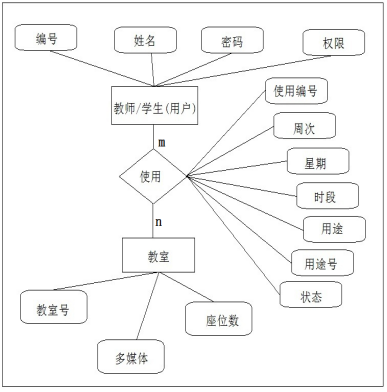 编号
姓名
密码
权限
教师/学生(用户)
使用编号
m
周次
使用
星期
时段
n
用途
教室
用途号
状态
教室号
座位数
多媒体